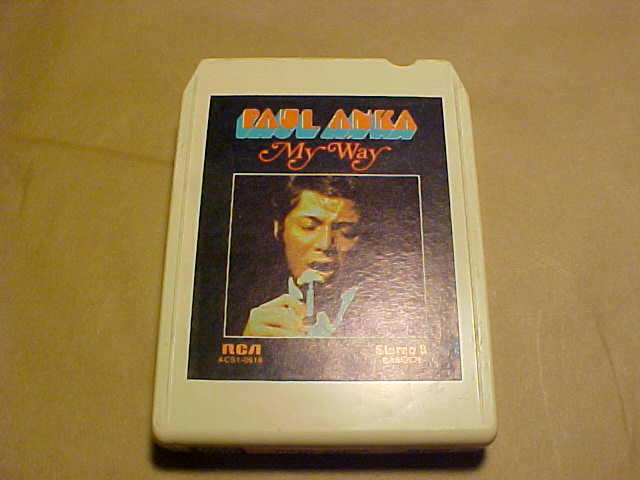 PAUL ANKA
My Way
RCA
Stereo 8